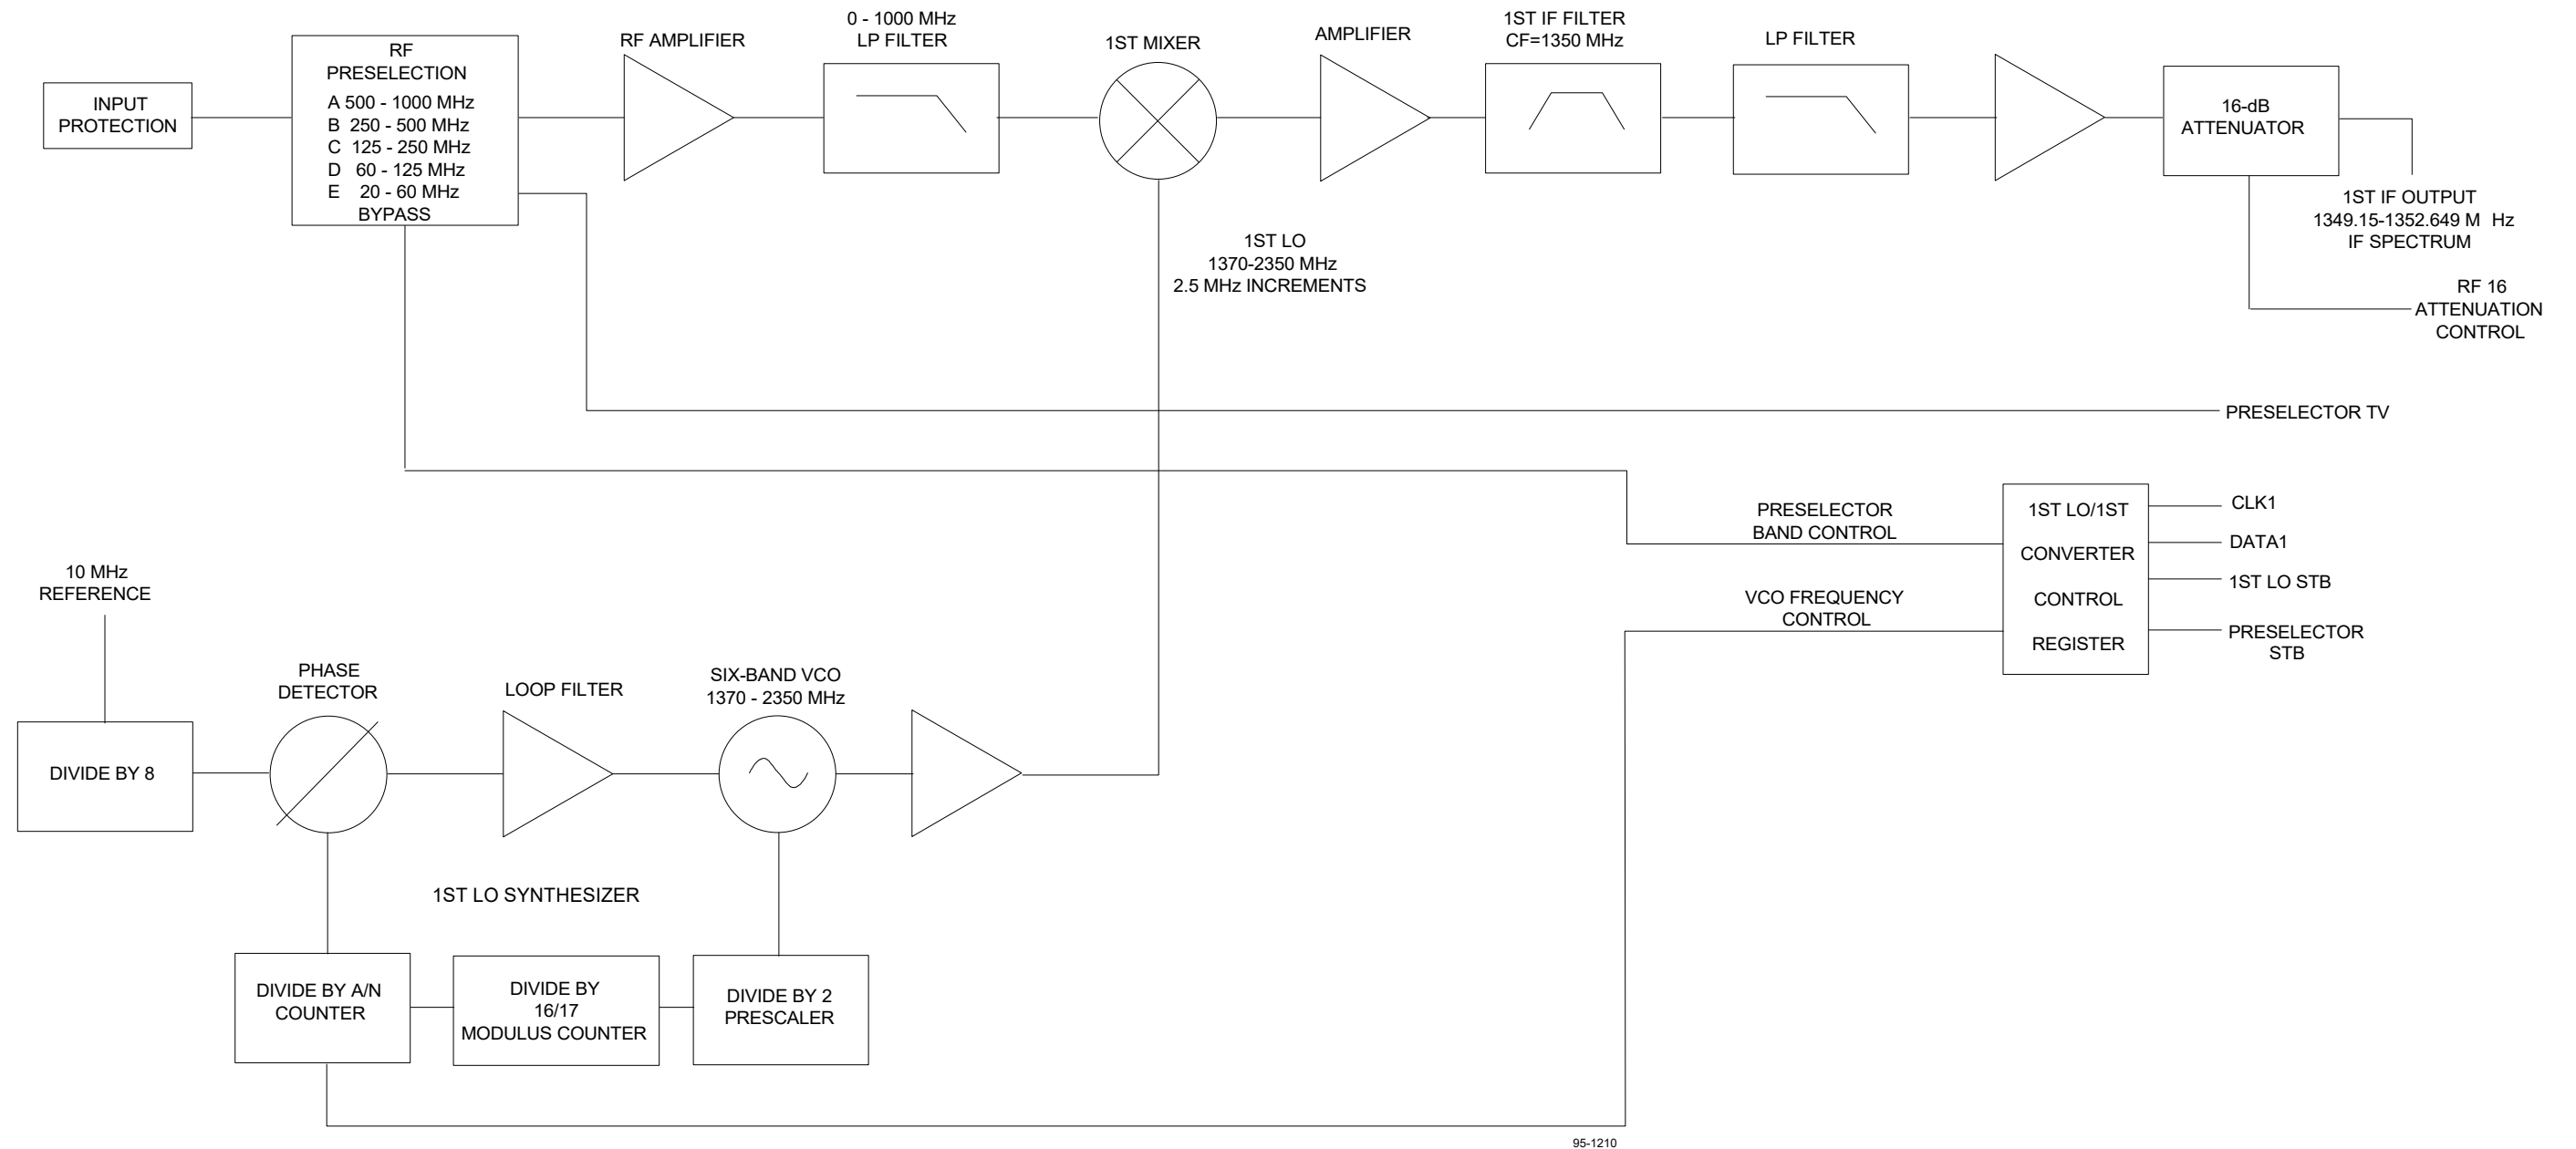 INPUT
PROTECTION
RF
PRESELECTION
A 500 - 1000 MHz
B 250 - 500 MHz
C 125 - 250 MHz
D 60 - 125 MHz
E 20 - 60 MHz
BYPASS
RF AMPLIFIER
0 - 1000 MHz
LP FILTER
1ST MIXER
AMPLIFIER
1ST IF FILTER
CF=1350 MHz
LP FILTER
16-dB
ATTENUATOR
1ST IF OUTPUT
1349.15-1352.649 M Hz
IF SPECTRUM
1ST LO
1370-2350 MHz
2.5 MHz INCREMENTS
RF 16
ATTENUATION
CONTROL
PRESELECTOR TV
PRESELECTOR
BAND CONTROL
VCO FREQUENCY
CONTROL
1ST LO/1ST
CONVERTER
CONTROL
REGISTER
CLK1
DATA1
1ST LO STB
PRESELECTOR
STB
10 MHz
REFERENCE
DIVIDE BY 8
PHASE
DETECTOR
LOOP FILTER
SIX-BAND VCO
1370 - 2350 MHz
1ST LO SYNTHESIZER
DIVIDE BY A/N
COUNTER
DIVIDE BY
16/17
MODULUS COUNTER
DIVIDE BY 2
PRESCALER
95-1210